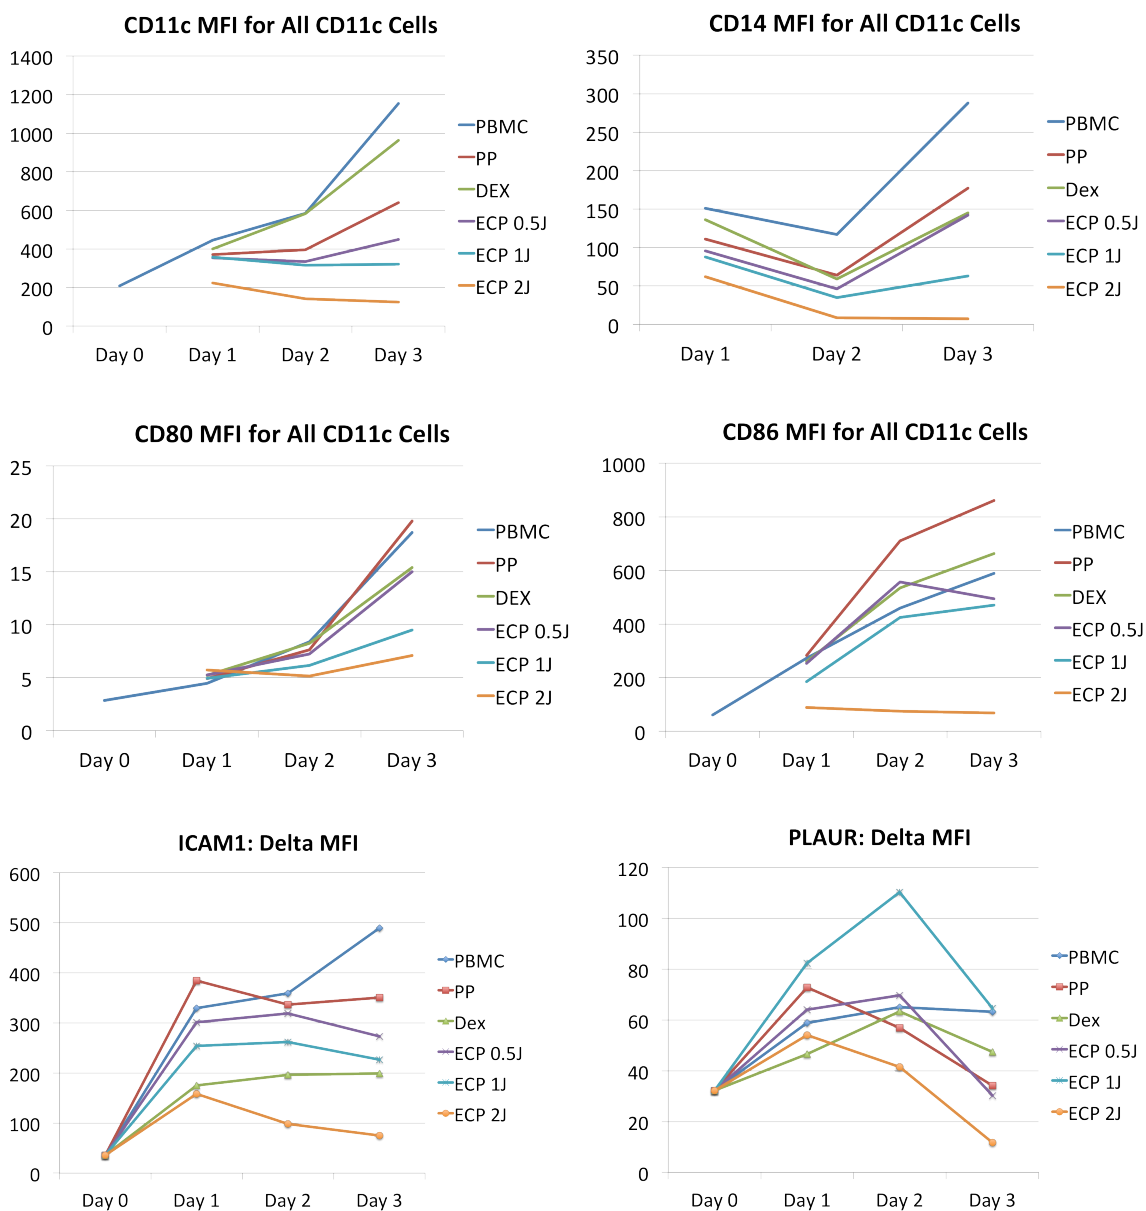 CD11c MFI for All CD11c Cells
1400
1200
1000
800
600
400
200
0
Day 0 Day 1 Day 2 Day 3
PBMC
PP
DEX
ECP 0.5J
ECP 1J
ECP 2J
CD14 MFI for All CD11c Cells
350
300
250
200
150
100
50
0
Day 1 Day 2 Day 3
PBMC
PP
Dex
ECP 0.5J
ECP 1J
ECP 2J
CD80 MFI for All CD11c Cells
25
20
15
10
5
0
Day 0 Day 1 Day 2 Day 3
PBMC
PP
DEX
ECP 0.5J
ECP 1J
ECP 2J
CD86 MFI for All CD11c Cells
1000
800
600
400
200
0
Day 0 Day 1 Day 2 Day 3
PBMC
PP
DEX
ECP 0.5J
ECP 1J
ECP 2J
ICAM1: Delta MFI
600
500
400
300
200
100
0
Day 0 Day 1 Day 2 Day 3
PBMC
PP
Dex
ECP 0.5J
ECP 1J
ECP 2J
PLAUR: Delta MFI
120
100
80
60
40
20
0
Day 0 Day 1 Day 2 Day 3
PBMC
PP
Dex
ECP 0.5J
ECP 1J
ECP 2J